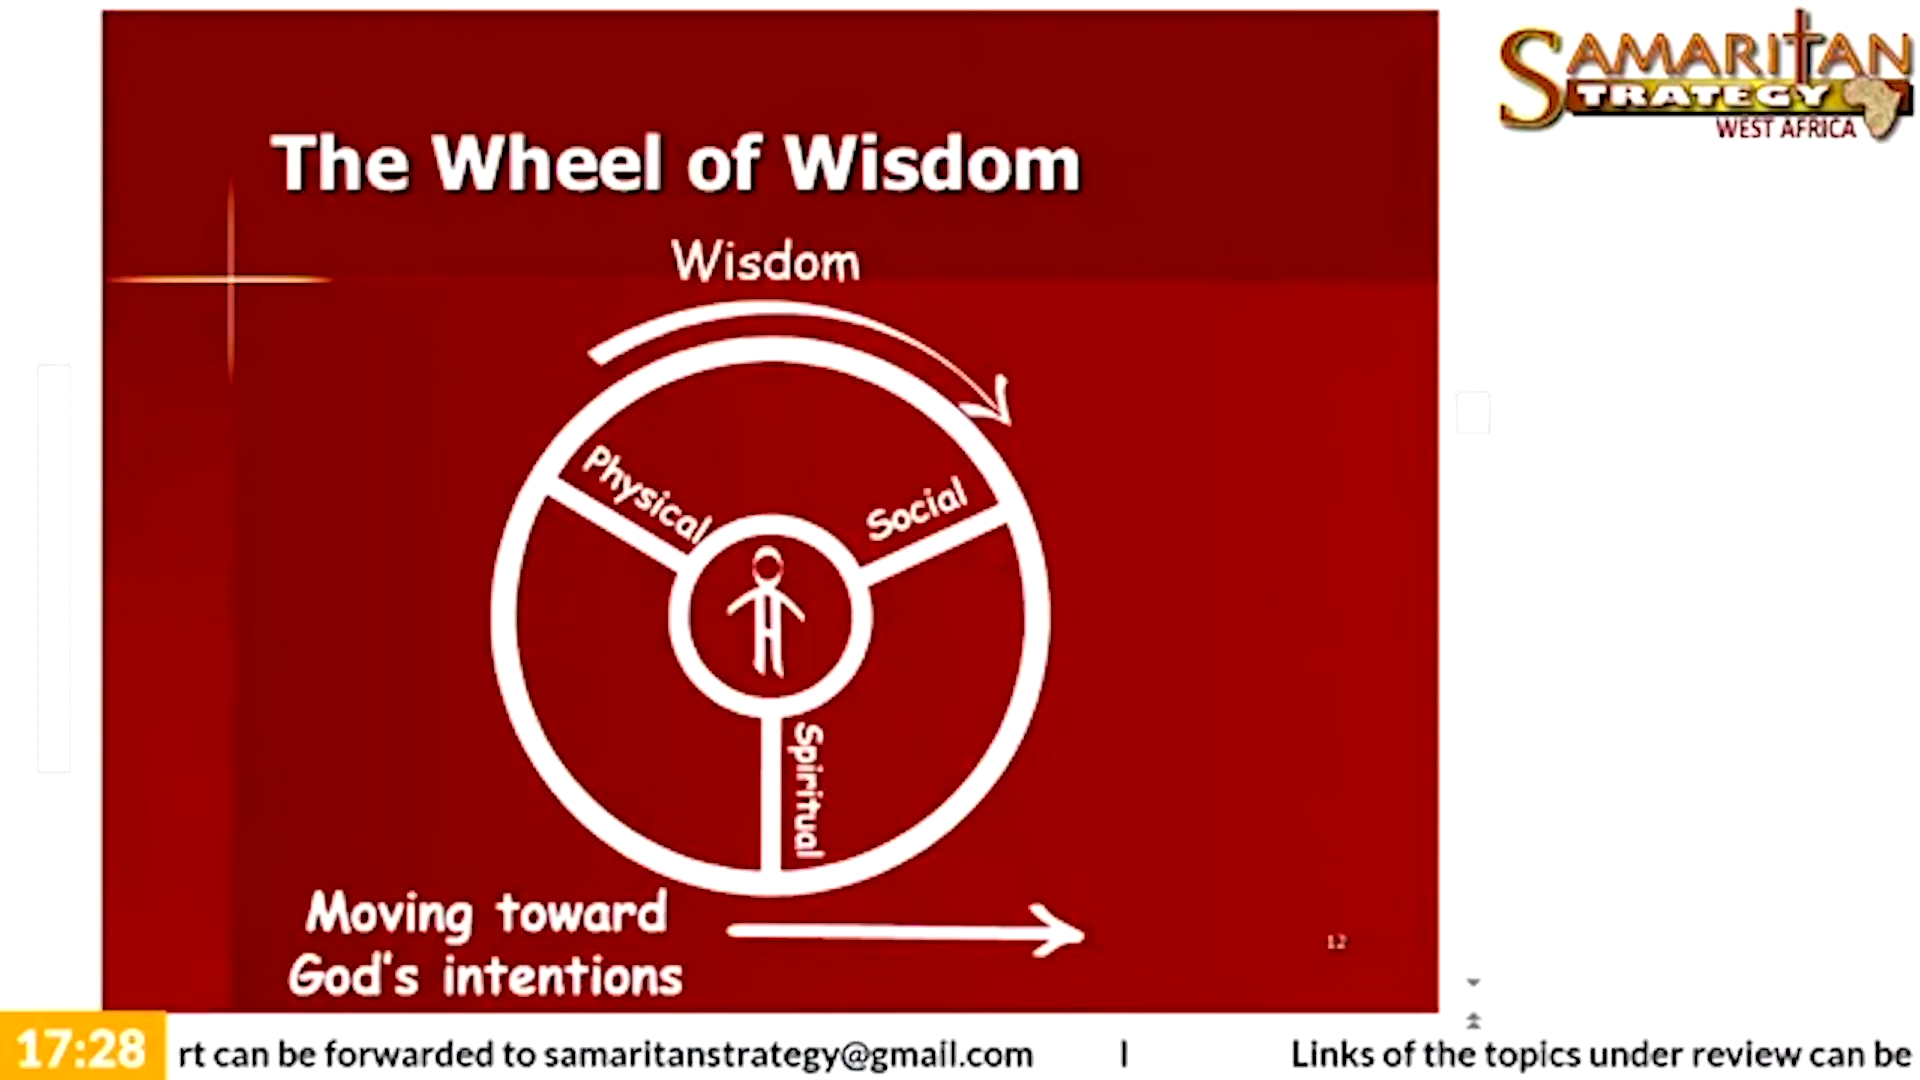 SAMARITAN
STRATEGY
WEST AFRICA
The Wheel of Wisdom
Wisdom
Physical
Social
Spiritual
Moving toward
God's intentions
12
17:28
rt can be forwarded to samaritanstrategy@gmail.com | Links of the topics under review can be